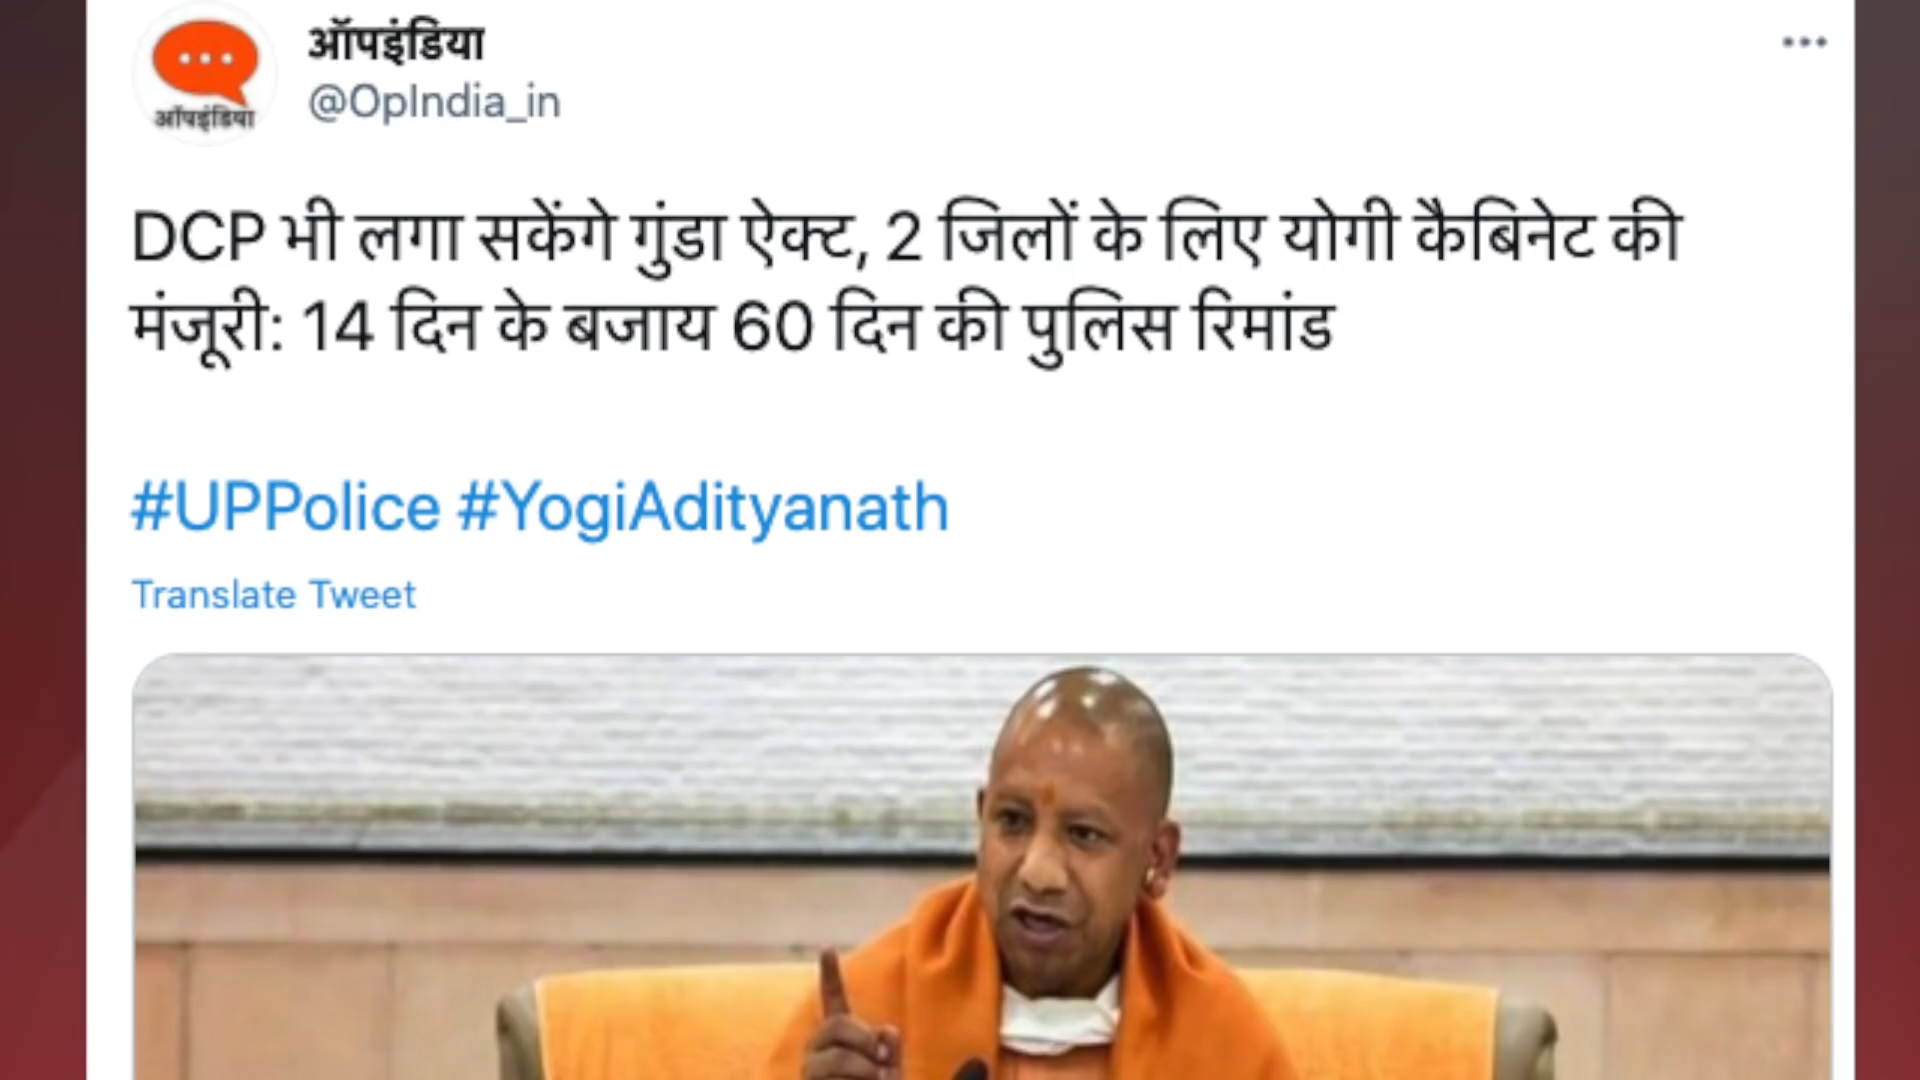 ऑपइंडिया
@OpIndia_in
ऑपइंडिया
DCP भी लगा सकेंगे गुंडा ऐक्ट, 2 जिलों के लिए योगी कैबिनेट की
मंजूरी: 14 दिन के बजाय 60 दिन की पुलिस रिमांड
#UPPolice #YogiAdityanath
Translate Tweet